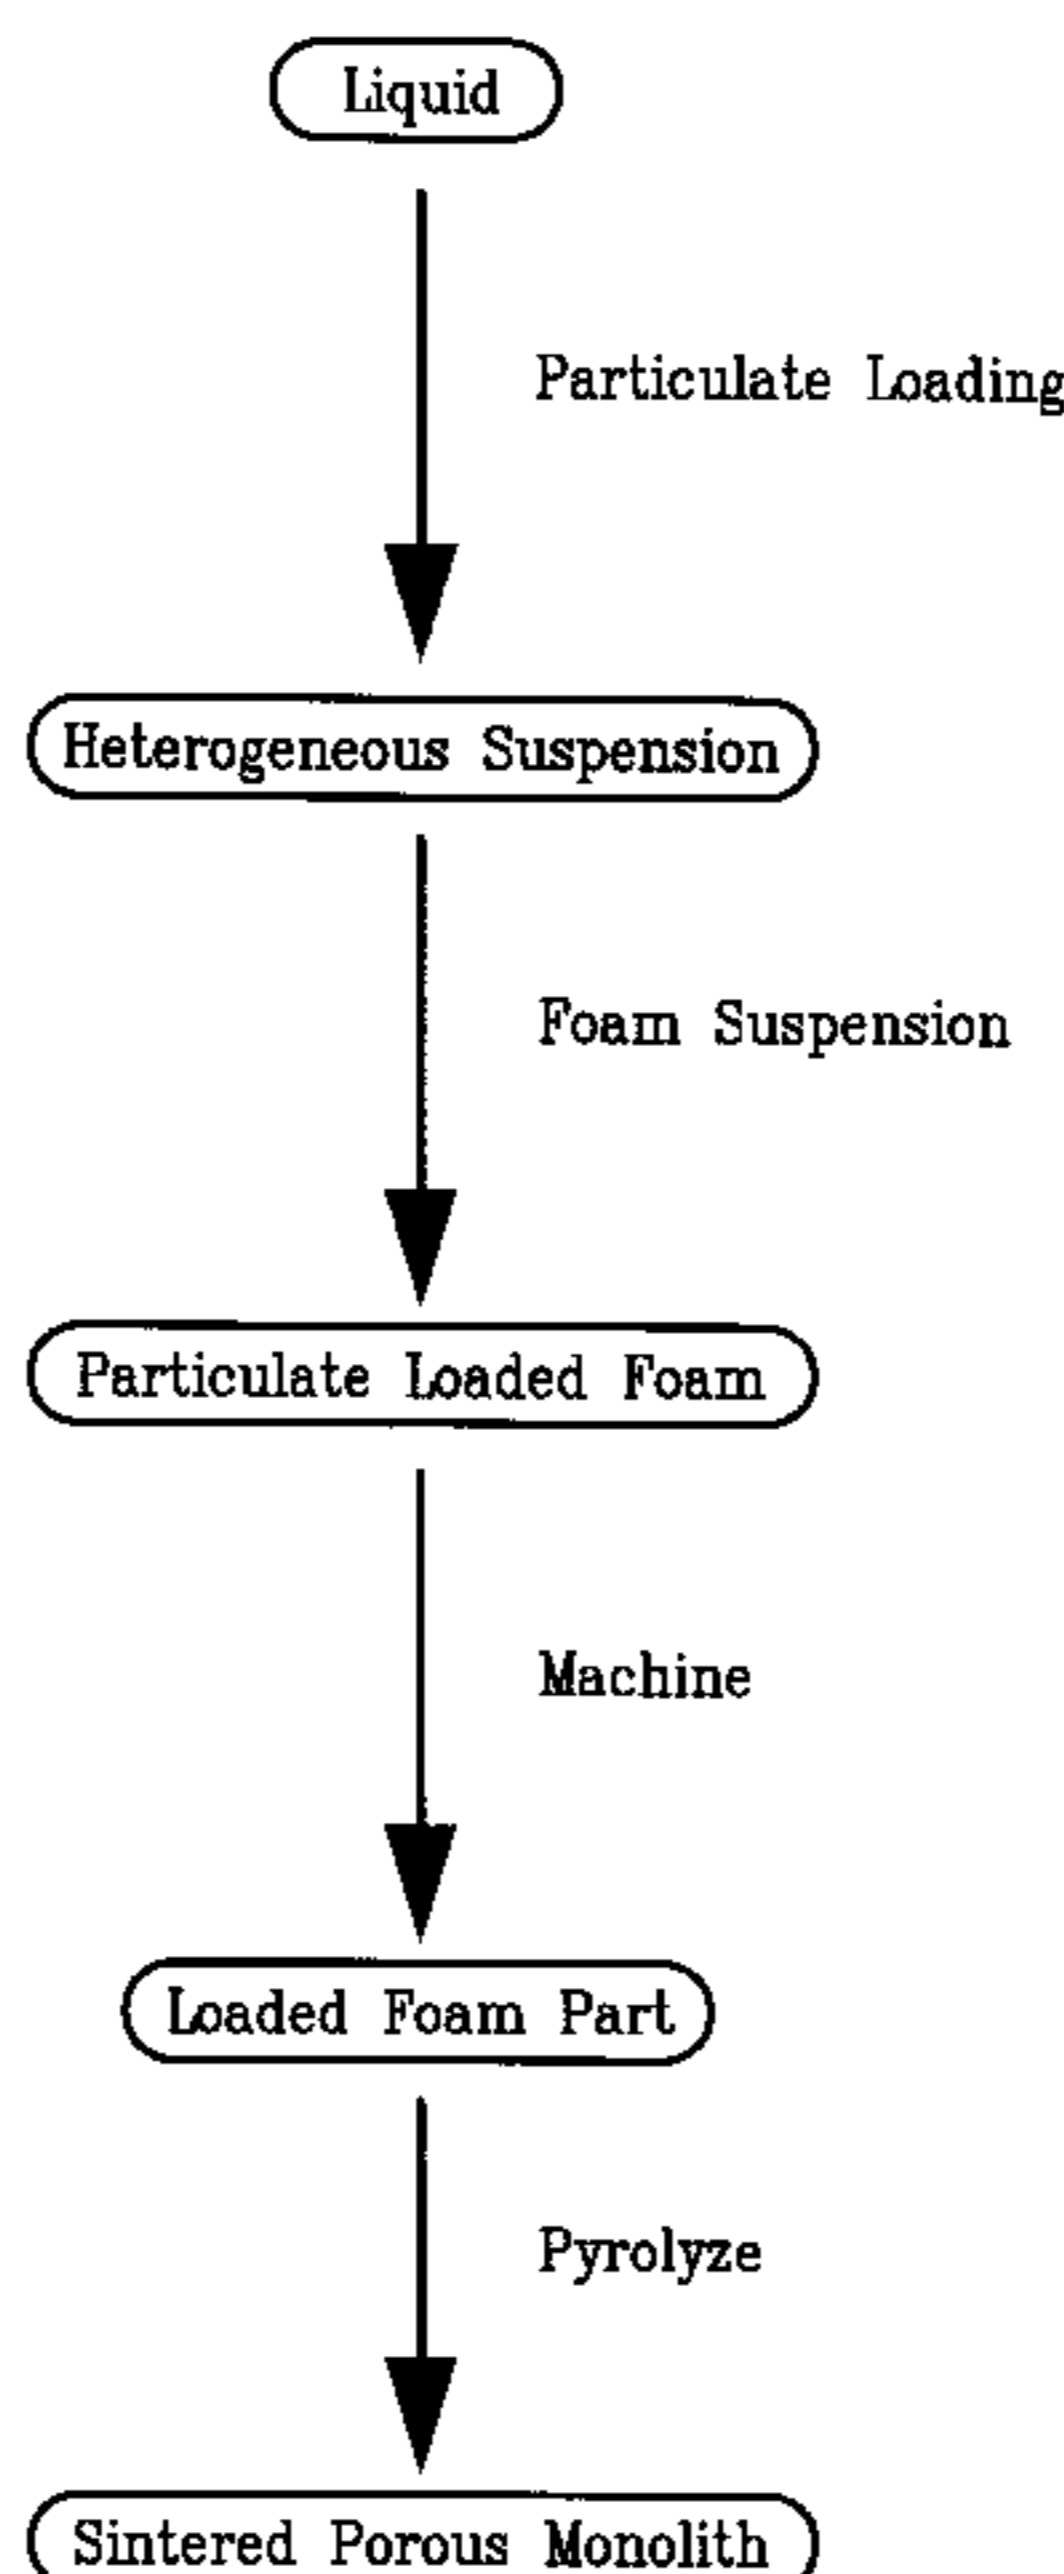 Liquid
Particulate Loading
Heterogeneous Suspension
Foam Suspension
Particulate Loaded Foam
Machine
Loaded Foam Part
Pyrolyze
Sintered Porous Monolith